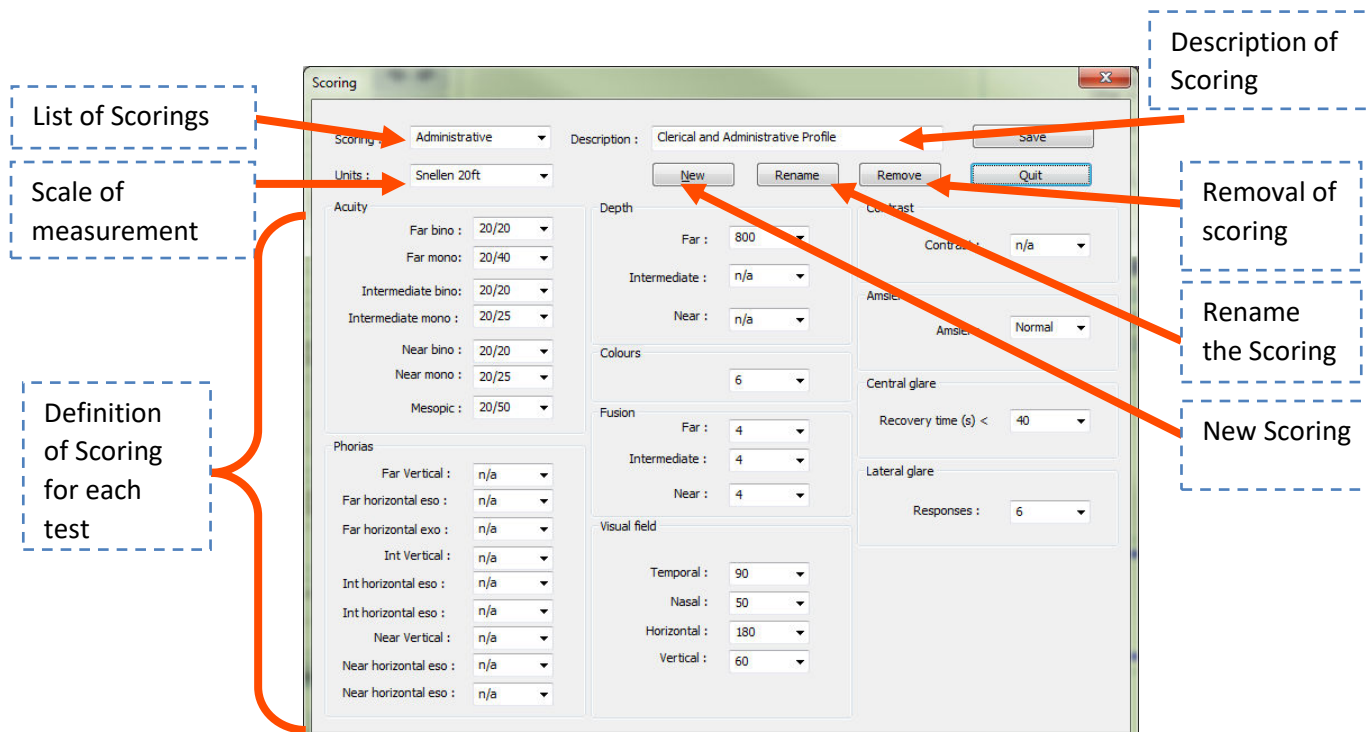 Description of
Scoring
List of Scorings
Scale of
measurement
Definition
of Scoring
for each
test
Removal of
scoring
Rename
the Scoring
New Scoring
Scoring
Scoring : Administrative Description : Clerical and Administrative Profile Save
Units : Snellen 20ft New Rename Remove Quit
Acuity
Far bino : 20/20
Far mono: 20/40
Intermediate bino: 20/20
Intermediate mono : 20/25
Near bino : 20/20
Near mono : 20/25
Mesopic : 20/50
Phorias
Far Vertical : n/a
Far horizontal eso : n/a
Far horizontal exo : n/a
Int Vertical : n/a
Int horizontal eso : n/a
Int horizontal eso : n/a
Near Vertical : n/a
Near horizontal eso : n/a
Near horizontal eso : n/a
Depth
Far : 800
Intermediate : n/a
Near : n/a
Colours
6
Fusion
Far : 4
Intermediate : 4
Near : 4
Visual field
Temporal : 90
Nasal : 50
Horizontal : 180
Vertical : 60
Contrast
Contrast : n/a
Amsler
Amsler : Normal
Central glare
Recovery time (s) < 40
Lateral glare
Responses : 6